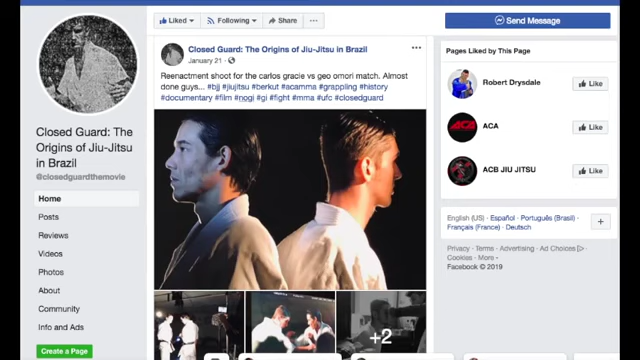 Liked
Following
Share
...
Send Message
Closed Guard: The Origins of Jiu-Jitsu in Brazil
January 21 ·
Reenactment shoot for the carlos gracie vs geo omori match. Almost
done guys... #bjj #jiujitsu #berkut #acamma #grappling #history
#documentary #film #nogi #gi #fight #mma #ufc #closedguard
Closed Guard: The
Origins of Jiu-Jitsu
in Brazil
@closedguardthemovie
Home
Posts
Reviews
Videos
Photos
About
Community
Info and Ads
Create a Page
+2
Pages Liked by This Page
Robert Drysdale
Like
ACA
Like
ACB JIU JITSU
Like
English (US) · Español · Português (Brasil) ·
Français (France) · Deutsch
+
Privacy · Terms · Advertising · Ad Choices ·
Cookies · More
Facebook © 2019